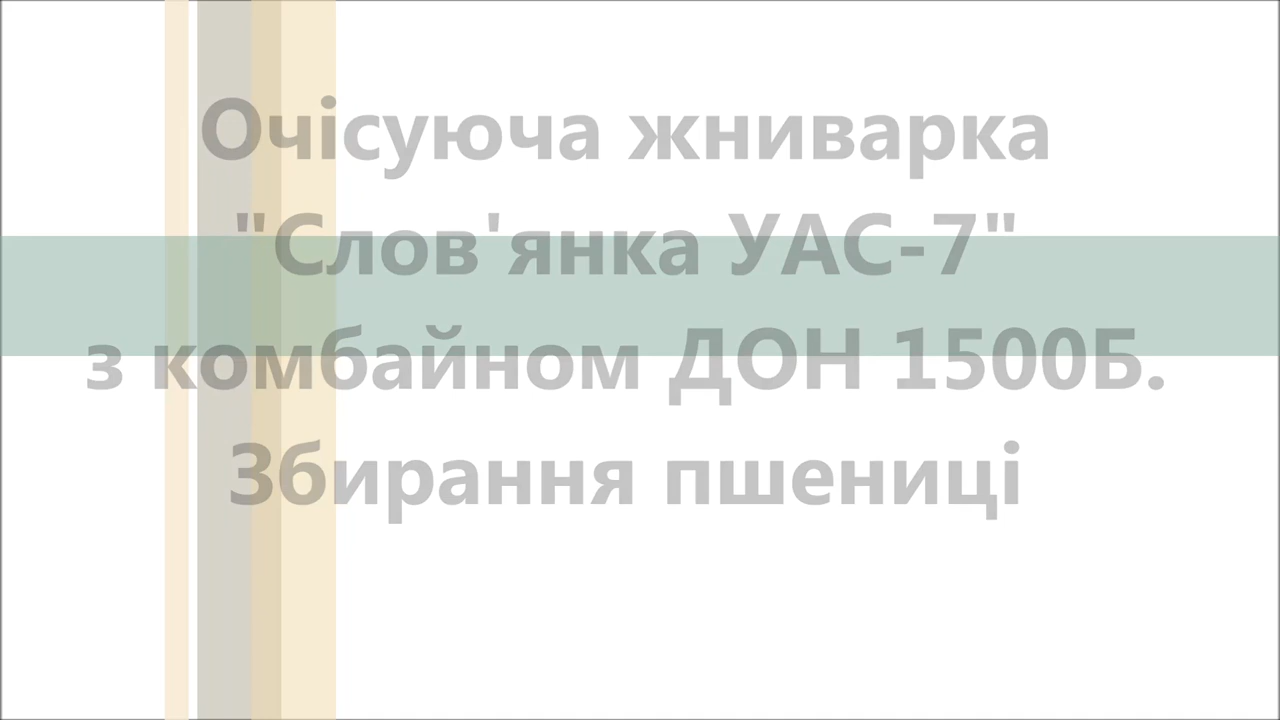 Очісуюча жниварка
"Слов'янка УАС-7"
з комбайном ДОН 1500Б.
Збирання пшениці